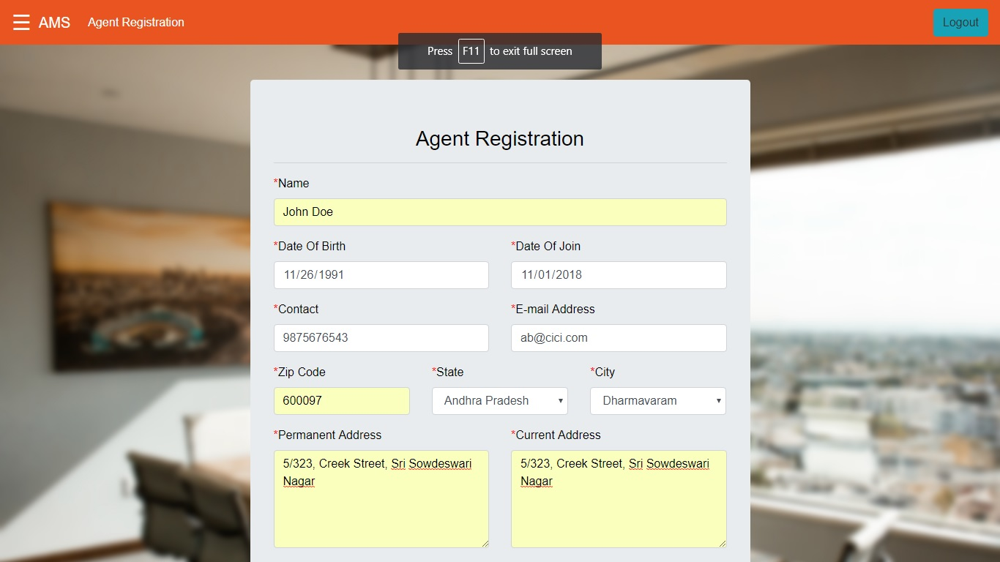 ☰ AMS Agent Registration Logout
Press F11 to exit full screen
Agent Registration
*Name
John Doe
*Date Of Birth *Date Of Join
11/26/1991 11/01/2018
*Contact *E-mail Address
9875676543 ab@cici.com
*Zip Code *State *City
600097 Andhra Pradesh Dharmavaram
*Permanent Address *Current Address
5/323, Creek Street, Sri Sowdeswari 5/323, Creek Street, Sri Sowdeswari
Nagar Nagar